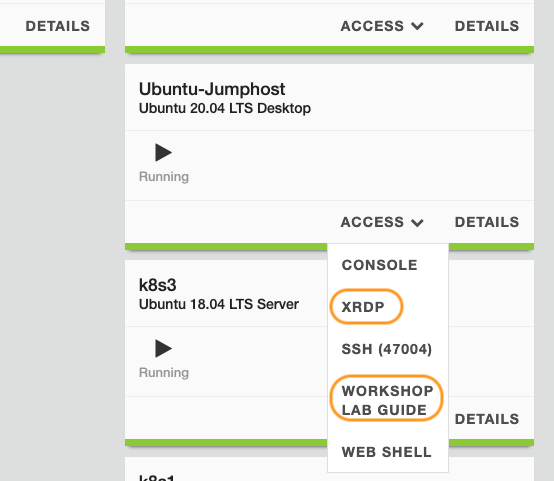 DETAILS
ACCESS DETAILS
Ubuntu-Jumphost
Ubuntu 20.04 LTS Desktop
Running
ACCESS DETAILS
CONSOLE
XRDP
SSH (47004)
WORKSHOP
LAB GUIDE
WEB SHELL
k8s3
Ubuntu 18.04 LTS Server
Running
DETAILS
k8s1